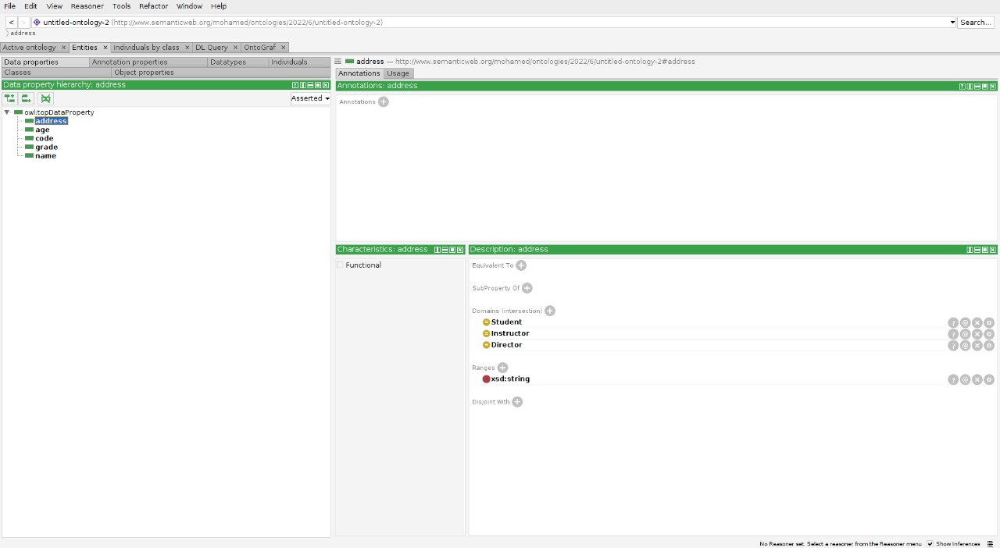 File Edit View Reasoner Tools Refactor Window Help
< > untitled-ontology-2 (http://www.semanticweb.org/mohamed/ontologies/2022/6/untitled-ontology-2) Search...
〉address
Active ontology × Entities × Individuals by class × DL Query × OntoGraf ×
Data properties Annotation properties Datatypes Individuals
Classes Object properties
Data property hierarchy: address
Asserted
owl:topDataProperty
address
age
code
grade
name
address — http://www.semanticweb.org/mohamed/ontologies/2022/6/untitled-ontology-2#address
Annotations Usage
Annotations: address
Annotations
Characteristics: address
Functional
Description: address
Equivalent To
SubProperty Of
Domains (intersection)
Student
Instructor
Director
Ranges
xsd:string
Disjoint With
No Reasoner set. Select a reasoner from the Reasoner menu Show Inferences